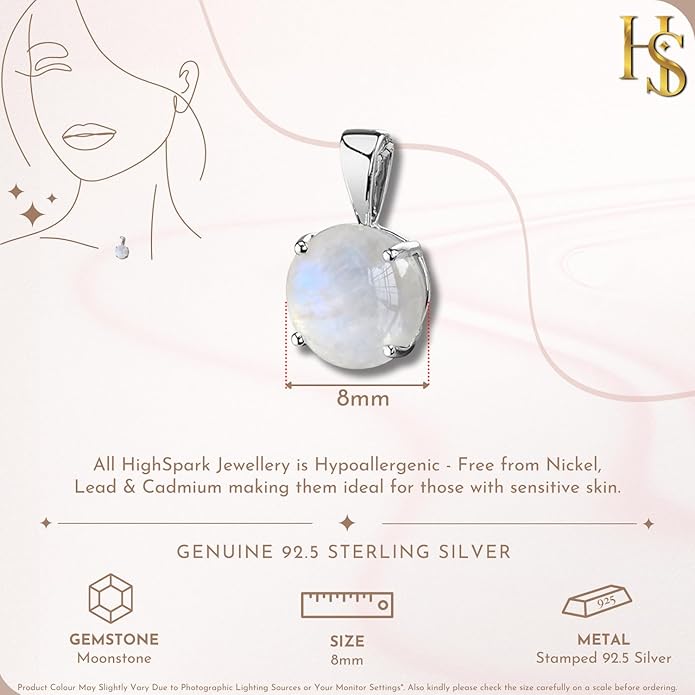 HS
8mm
All HighSpark Jewellery is Hypoallergenic - Free from Nickel,
Lead & Cadmium making them ideal for those with sensitive skin.
GENUINE 92.5 STERLING SILVER
925
GEMSTONE
Moonstone
SIZE
8mm
METAL
Stamped 92.5 Silver
Product Colour May Slightly Vary Due to Photographic Lighting Sources or Your Monitor Settings*. Also kindly please check the size carefully on a scale before ordering.